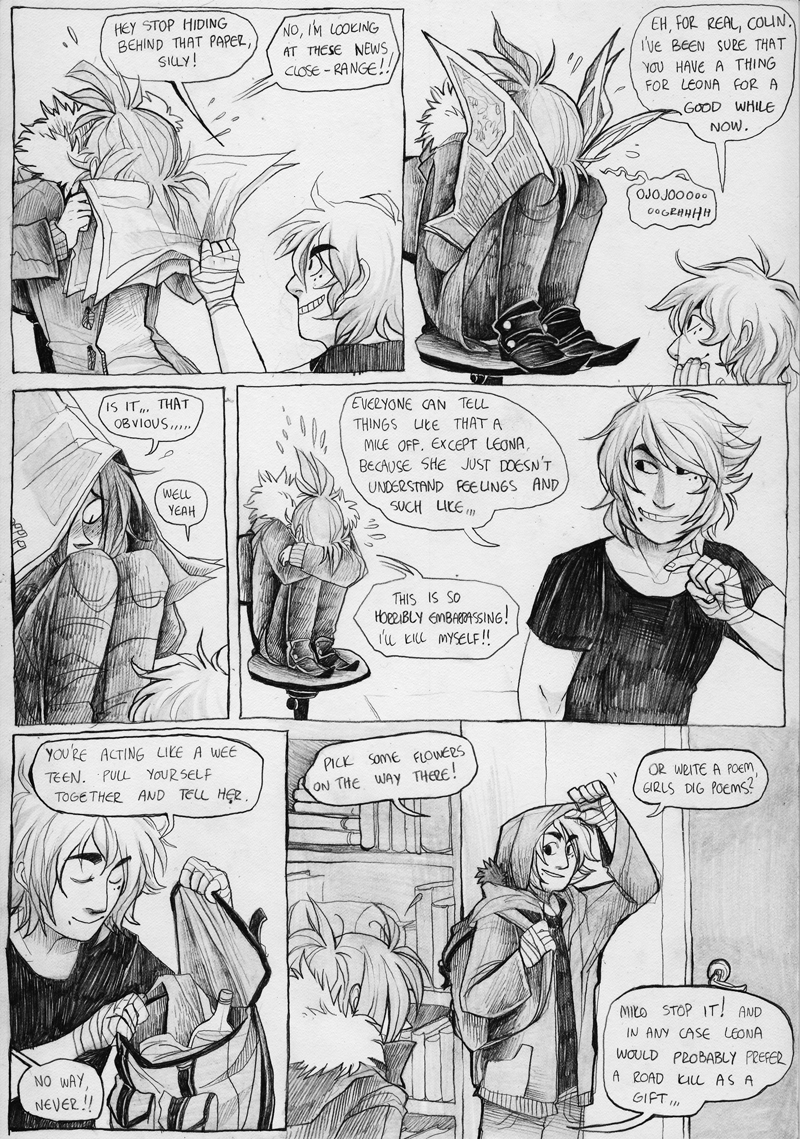 HEY STOP HIDING
BEHIND THAT PAPER,
SILLY!
NO, I'M LOOKING
AT THESE NEWS,
CLOSE-RANGE!!
EH, FOR REAL, COLIN.
I'VE BEEN SURE THAT
YOU HAVE A THING
FOR LEONA FOR A
GOOD WHILE
NOW.
OJOJOOOOO
OOGRHHHH
IS IT,,, THAT
OBVIOUS,,,,,
WELL
YEAH
EVERYONE CAN TELL
THINGS LIKE THAT A
MILE OFF. EXCEPT LEONA,
BECAUSE SHE JUST DOESN'T
UNDERSTAND FEELINGS AND
SUCH LIKE,,,
THIS IS SO
HORRIBLY EMBARRASSING!
I'LL KILL MYSELF!!
YOU'RE ACTING LIKE A WEE
TEEN. PULL YOURSELF
TOGETHER AND TELL HER.
NO WAY,
NEVER!!
PICK SOME FLOWERS
ON THE WAY THERE!
OR WRITE A POEM,
GIRLS DIG POEMS?
MIKO STOP IT! AND
IN ANY CASE LEONA
WOULD PROBABLY PREFER
A ROAD KILL AS A
GIFT,,,